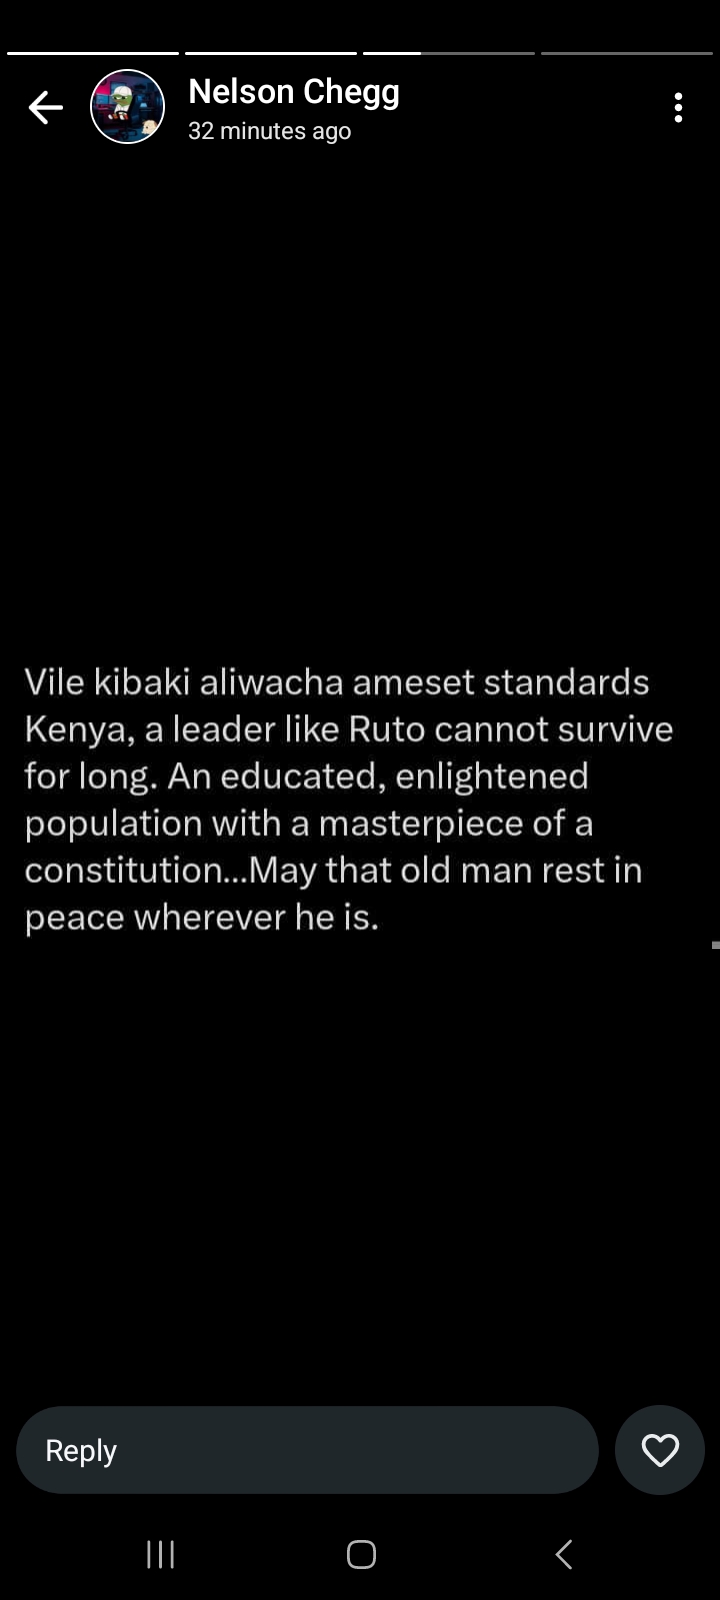 Nelson Chegg
32 minutes ago
Vile kibaki aliwacha ameset standards
Kenya, a leader like Ruto cannot survive
for long. An educated, enlightened
population with a masterpiece of a
constitution...May that old man rest in
peace wherever he is.
Reply